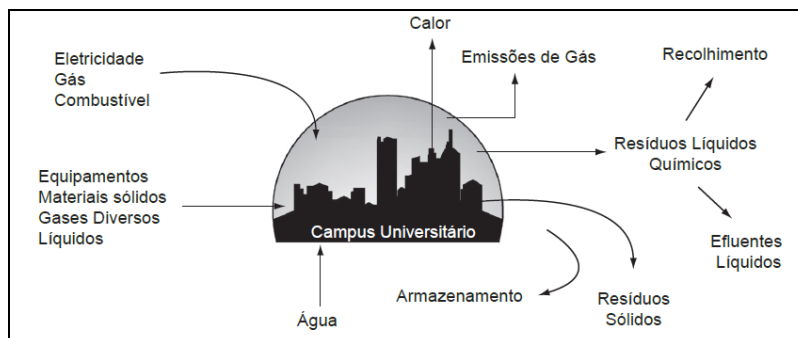 Calor
Emissões de Gás
Recolhimento
Eletricidade
Gás
Combustível
Resíduos Líquidos
Químicos
Equipamentos
Materiais sólidos
Gases Diversos
Líquidos
Campus Universitário
Efluentes
Líquidos
Armazenamento
Resíduos
Sólidos
Água